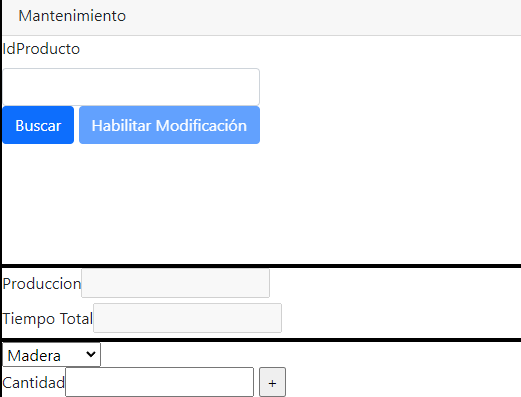 Mantenimiento
IdProducto
Buscar Habilitar Modificación
Produccion
Tiempo Total
Madera
Cantidad +